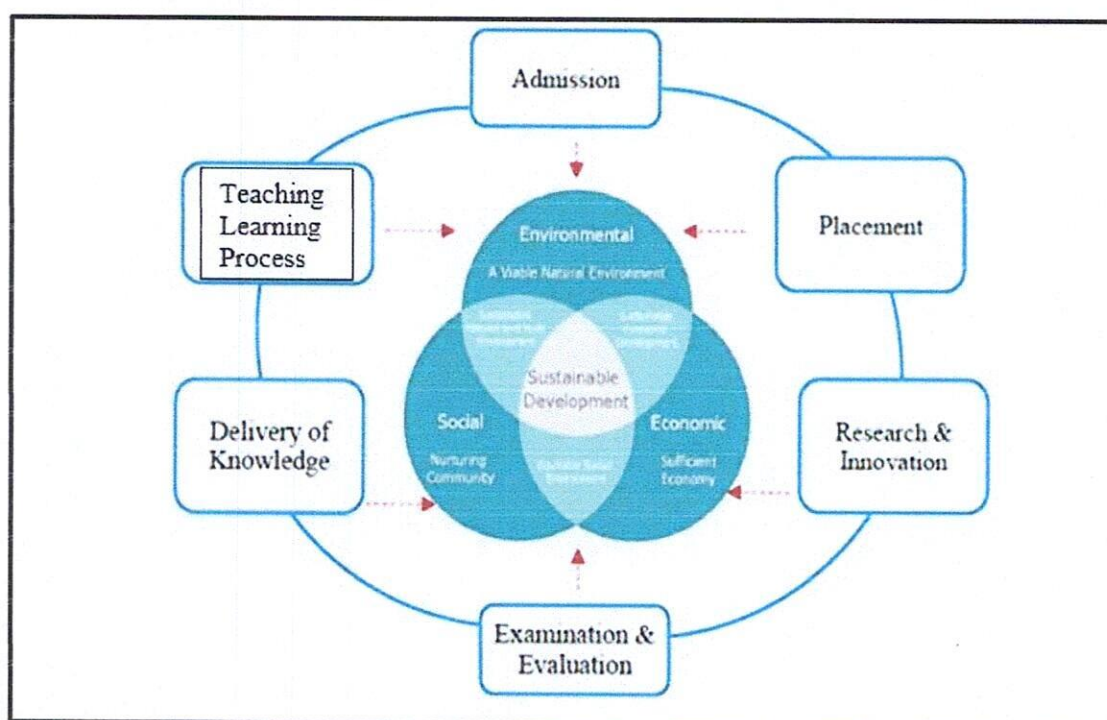 Admission
Teaching
Learning
Process
Placement
Environmental
A Viable Natural Environment
Sustainable
Development
Social
Economic
Nurturing
Community
Sufficient
Economy
Delivery of
Knowledge
Research &
Innovation
Examination &
Evaluation